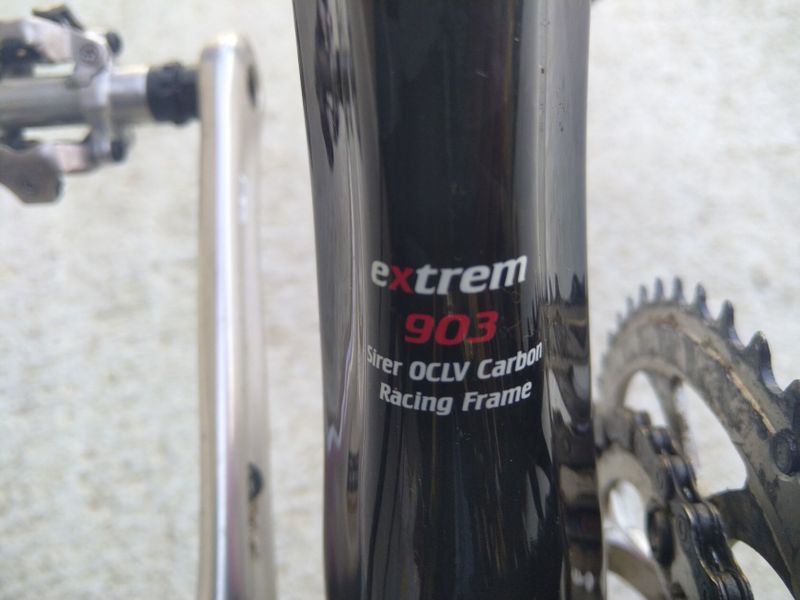 extrem
903
Sirer OCLV Carbon
Racing Frame